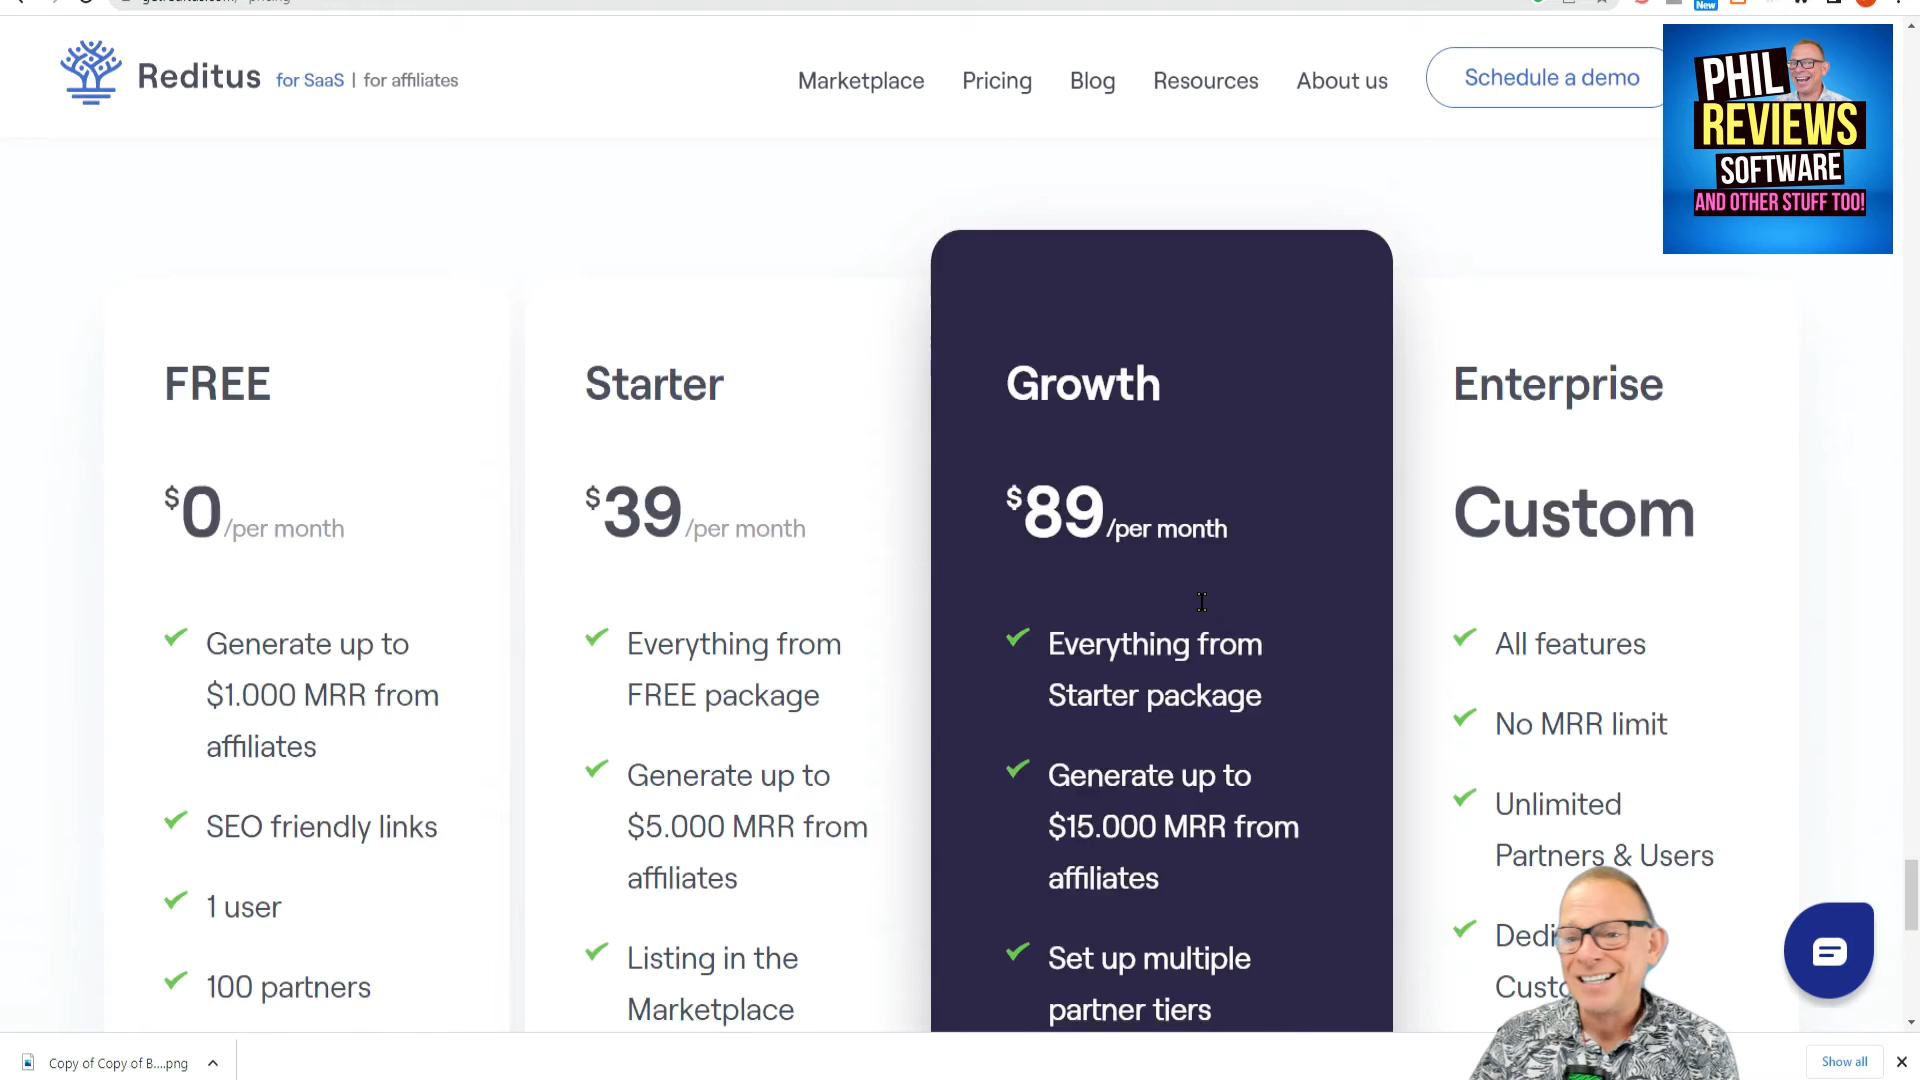 New
Reditus for SaaS | for affiliates
Marketplace
Pricing
Blog
Resources
About us
Schedule a demo
PHIL
REVIEWS
SOFTWARE
AND OTHER STUFF TOO!
FREE
$0 /per month
Generate up to
$1.000 MRR from
affiliates
SEO friendly links
1 user
100 partners
Starter
$39 /per month
Everything from
FREE package
Generate up to
$5.000 MRR from
affiliates
Listing in the
Marketplace
Growth
$89 /per month
Everything from
Starter package
Generate up to
$15.000 MRR from
affiliates
Set up multiple
partner tiers
Enterprise
Custom
All features
No MRR limit
Unlimited
Partners & Users
Copy of Copy of B....png
Show all